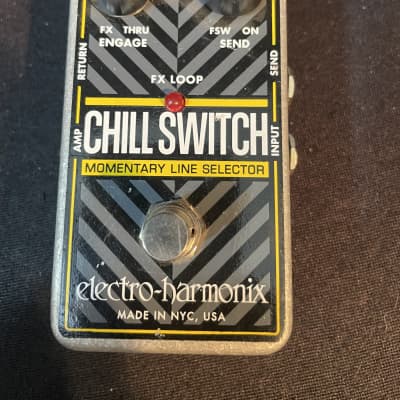 FX THRU
ENGAGE
FSW ON
SEND
RETURN
SEND
FX LOOP
AMP
CHILL SWITCH
INPUT
MOMENTARY LINE SELECTOR
electro-harmonix
MADE IN NYC, USA